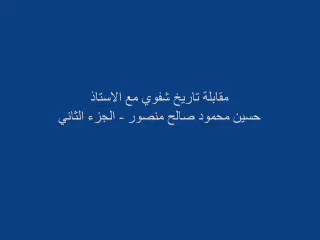 مقابلة تاريخ شفوي مع الاستاذ
حسين محمود صالح منصور - الجزء الثاني